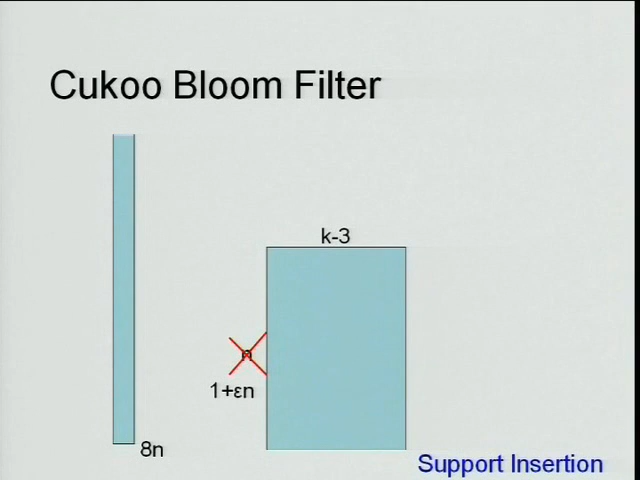 Cukoo Bloom Filter
k-3
n
1+εn
8n
Support Insertion